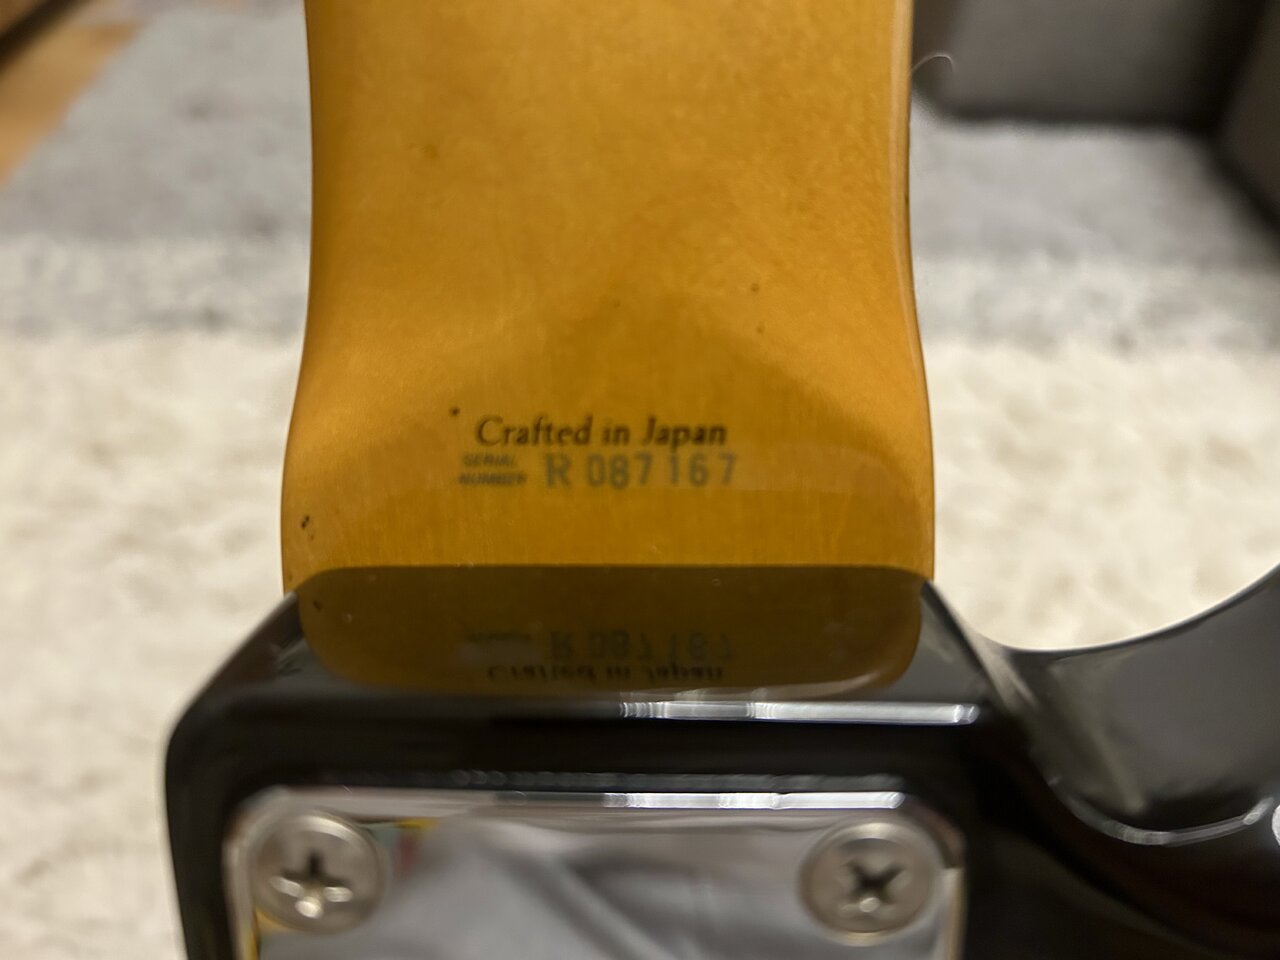 Crafted in Japan
SERIAL
NUMBER R 087167